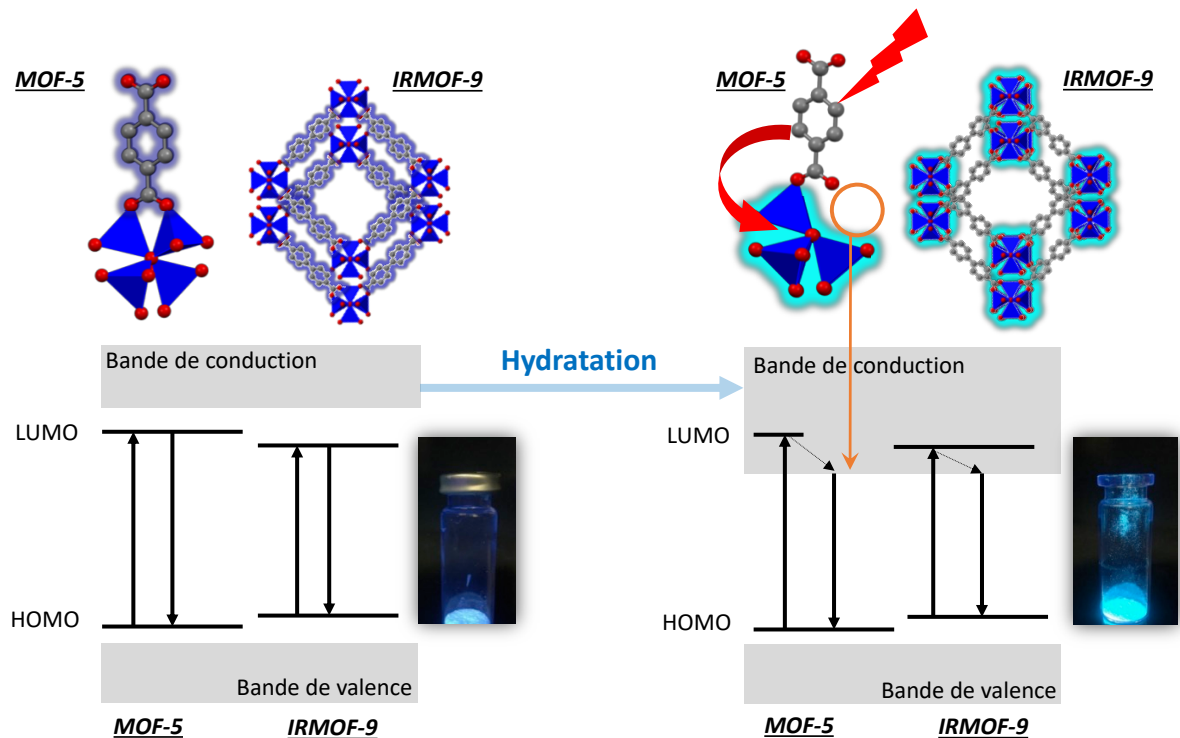 MOF-5
IRMOF-9
MOF-5
IRMOF-9
Bande de conduction
Hydratation
Bande de conduction
LUMO
LUMO
HOMO
HOMO
Bande de valence
Bande de valence
MOF-5
IRMOF-9
MOF-5
IRMOF-9